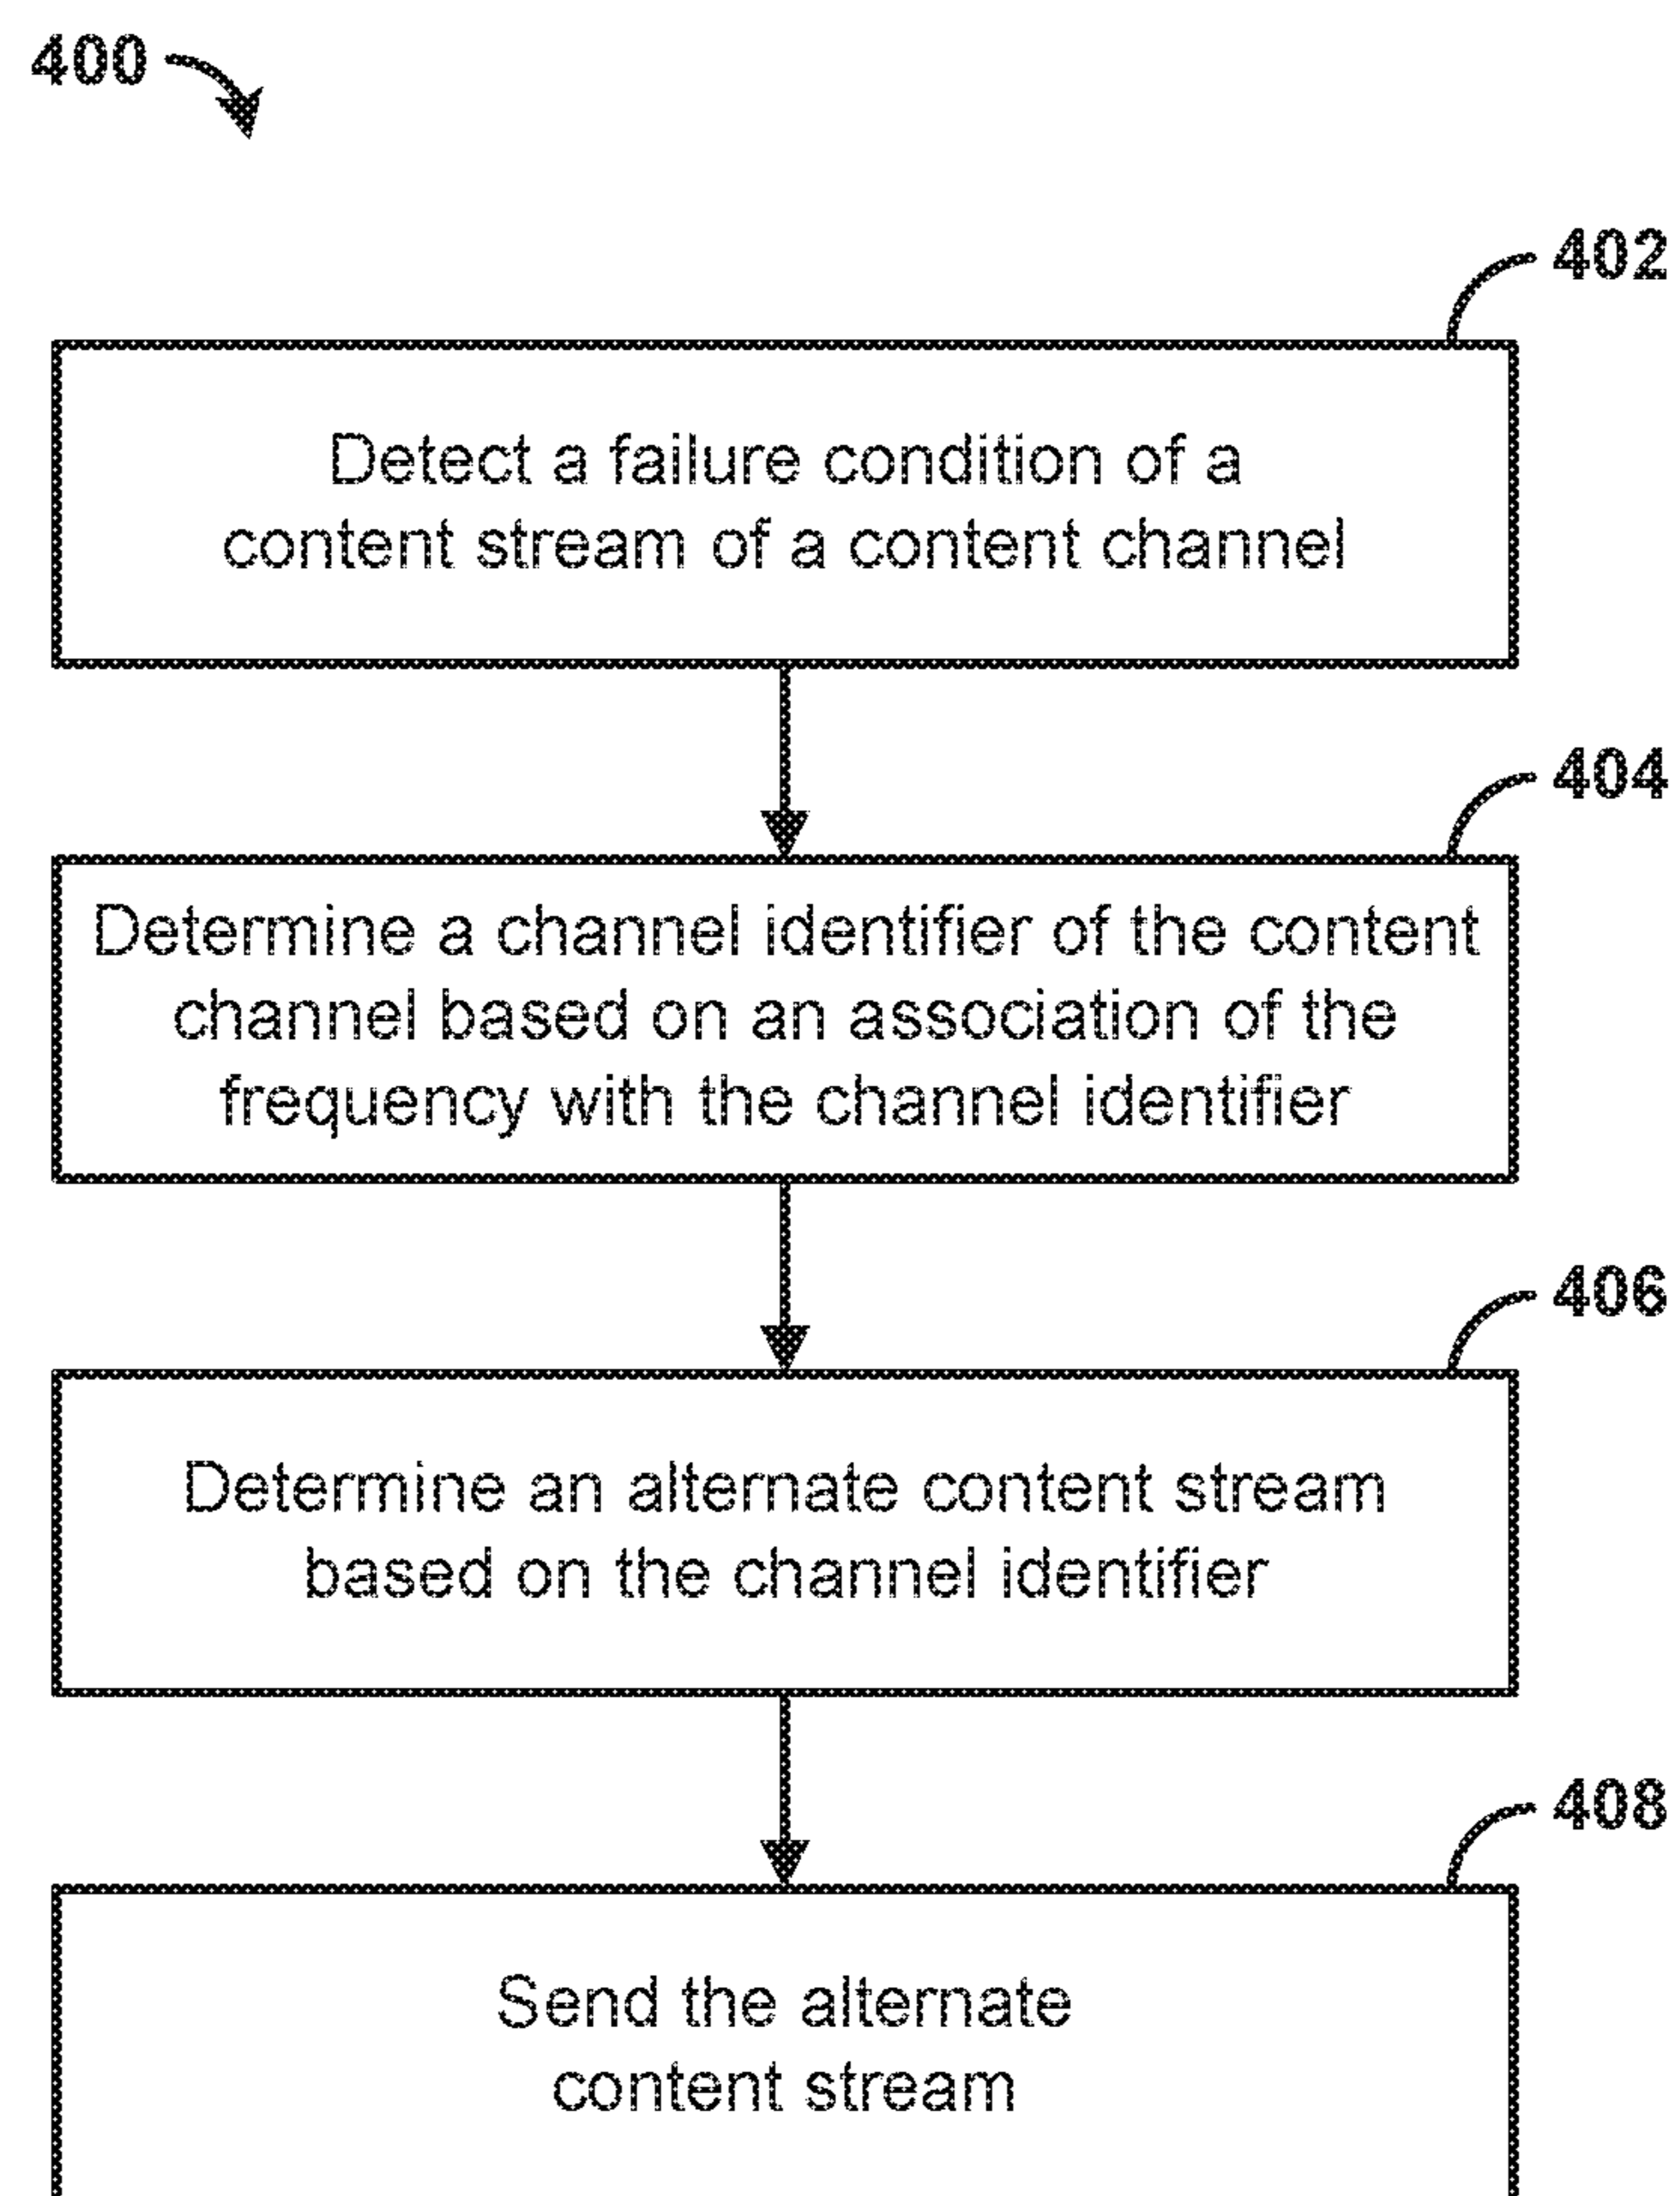 400
402
Detect a failure condition of a
content stream of a content channel
404
Determine a channel identifier of the content
channel based on an association of the
frequency with the channel identifier
406
Determine an alternate content stream
based on the channel identifier
408
Send the alternate
content stream